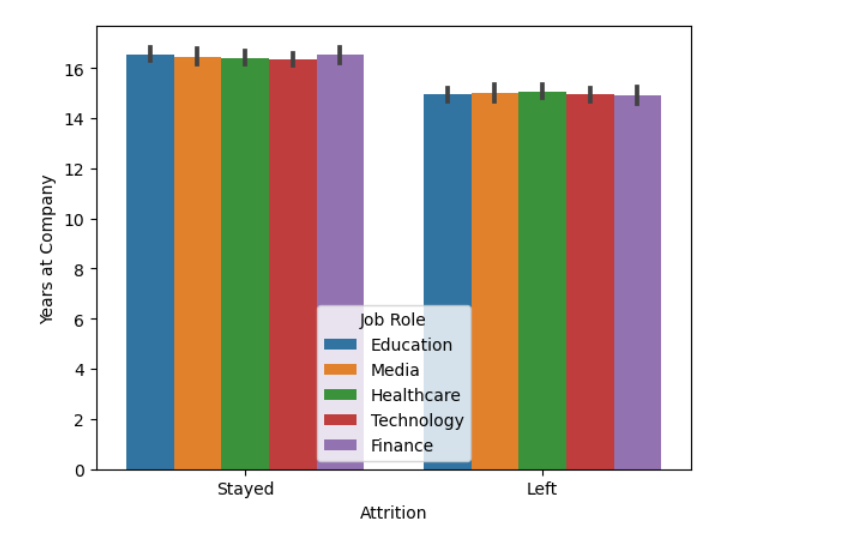 16
14
12
10
8
6
4
2
0
Years at Company
Job Role
Education
Media
Healthcare
Technology
Finance
Stayed
Left
Attrition